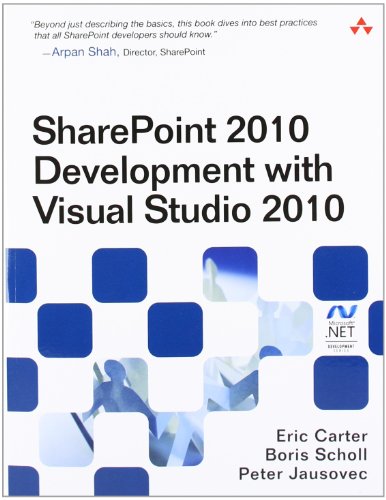 "Beyond just describing the basics, this book dives into best practices
that all SharePoint developers should know."
—Arpan Shah, Director, SharePoint
SharePoint 2010
Development with
Visual Studio 2010
Microsoft®
.NET
DEVELOPMENT
SERIES
Eric Carter
Boris Scholl
Peter Jausovec